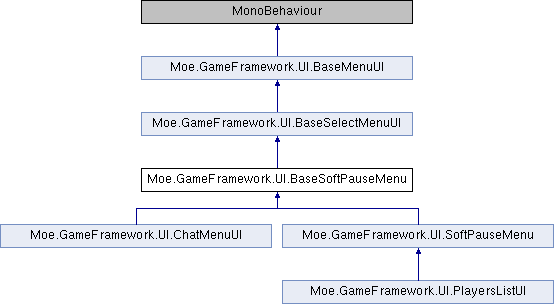 MonoBehaviour
Moe.GameFramework.UI.BaseMenuUI
Moe.GameFramework.UI.BaseSelectMenuUI
Moe.GameFramework.UI.BaseSoftPauseMenu
Moe.GameFramework.UI.ChatMenuUI
Moe.GameFramework.UI.SoftPauseMenu
Moe.GameFramework.UI.PlayersListUI